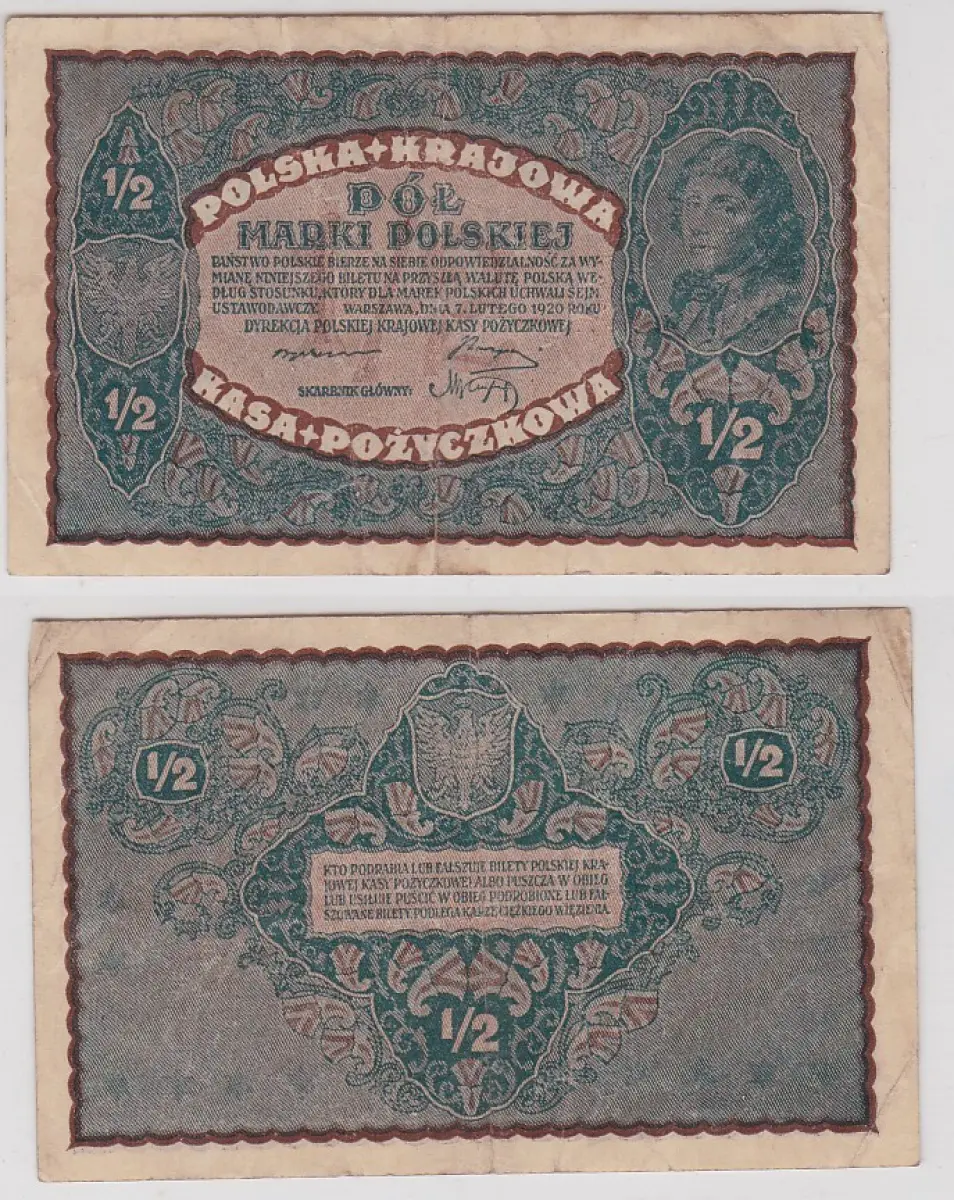 POLSKA+KRAJOWA
1/2
PÓŁ
MARKI POLSKIEJ
PAŃSTWO POLSKIE BIERZE NA SIEBIE ODPOWIEDZIALNOŚĆ ZA WY-
MIANĘ NINIEJSZEGO BILETU NA PRZYSZŁĄ WALUTĘ POLSKĄ WE-
DŁUG STOSUNKU, KTÓRY DLA MAREK POLSKICH UCHWALI SEJM
USTAWODAWCZY. WARSZAWA, DNIA 7. LUTEGO 1920 ROKU
DYREKCJA POLSKIEJ KRAJOWEJ KASY POŻYCZKOWEJ
SKARBNIK GŁÓWNY:
1/2
1/2
KASA+POŻYCZKOWA
1/2
1/2
KTO PODRABIA LUB FAŁSZUJE BILETY POLSKIEJ KRA-
JOWEJ KASY POŻYCZKOWEJ ALBO PUSZCZA W OBIEG
LUB USIŁUJE PUŚCIĆ W OBIEG PODROBIONE LUB FAŁ-
SZOWANE BILETY PODLEGA KARZE CIĘŻKIEGO WIĘZIENIA.
1/2